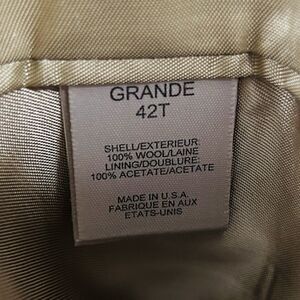 GRANDE
42T
SHELL/EXTERIEUR:
100% WOOL/LAINE
LINING/DOUBLURE:
100% ACETATE/ACETATE
MADE IN U.S.A.
FABRIQUE EN AUX
ETATS-UNIS